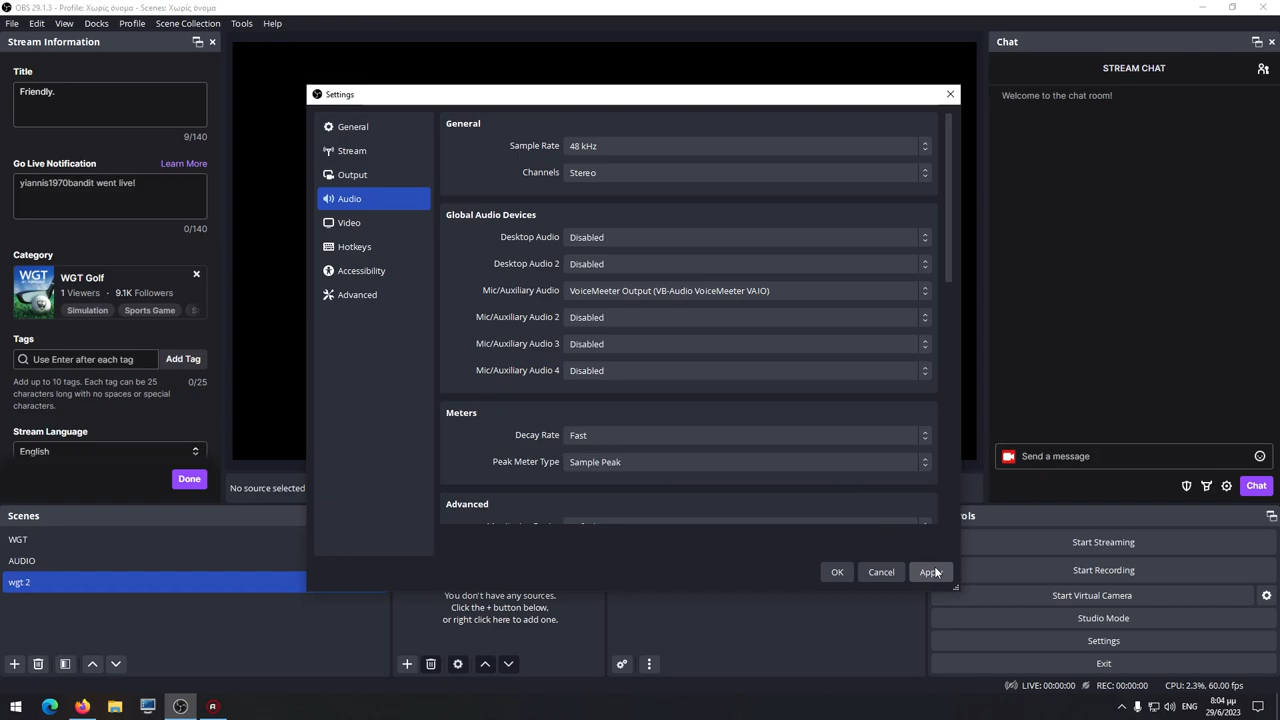 OBS 29.1.3 - Profile: Χωρίς όνομα - Scenes: Χωρίς όνομα
File Edit View Docks Profile Scene Collection Tools Help
Stream Information
Title
Friendly.
9/140
Go Live Notification Learn More
yiannis1970bandit went live!
0/140
Category
WGT
WGT Golf
1 Viewers · 9.1K Followers
Simulation Sports Game S
Tags
Use Enter after each tag Add Tag
Add up to 10 tags. Each tag can be 25 0/25
characters long with no spaces or special
characters.
Stream Language
English
Done
Settings
General
Stream
Output
Audio
Video
Hotkeys
Accessibility
Advanced
General
Sample Rate 48 kHz
Channels Stereo
Global Audio Devices
Desktop Audio Disabled
Desktop Audio 2 Disabled
Mic/Auxiliary Audio VoiceMeeter Output (VB-Audio VoiceMeeter VAIO)
Mic/Auxiliary Audio 2 Disabled
Mic/Auxiliary Audio 3 Disabled
Mic/Auxiliary Audio 4 Disabled
Meters
Decay Rate Fast
Peak Meter Type Sample Peak
Advanced
OK Cancel Apply
Chat
STREAM CHAT
Welcome to the chat room!
Send a message
Chat
No source selected
Scenes
WGT
AUDIO
wgt 2
You don't have any sources.
Click the + button below,
or right click here to add one.
rols
Start Streaming
Start Recording
Start Virtual Camera
Studio Mode
Settings
Exit
LIVE: 00:00:00 REC: 00:00:00 CPU: 2.3%, 60.00 fps
ENG
8:04 μμ
29/6/2023